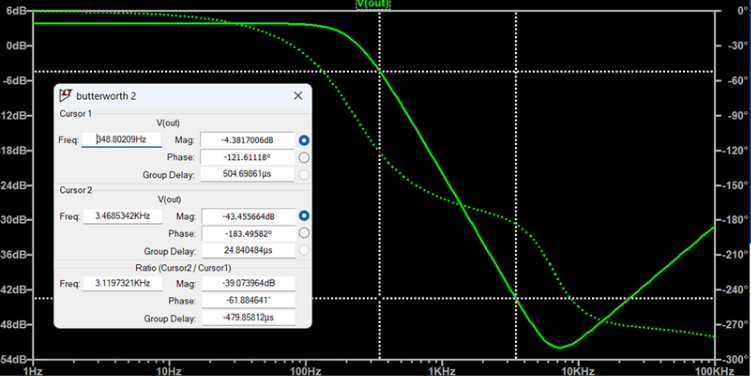 V(out)
6dB 0°
0dB -30°
-6dB -60°
-12dB -90°
-18dB -120°
-24dB -150°
-30dB -180°
-36dB -210°
-42dB -240°
-48dB -270°
-54dB -300°
1Hz 10Hz 100Hz 1KHz 10KHz 100KHz
butterworth 2
Cursor 1
V(out)
Freq: 348.80209Hz Mag: -4.3817006dB
Phase: -121.61118°
Group Delay: 504.69861µs
Cursor 2
V(out)
Freq: 3.4685342KHz Mag: -43.455664dB
Phase: -183.49582°
Group Delay: 24.840484µs
Ratio (Cursor2 / Cursor1)
Freq: 3.1197321KHz Mag: -39.073964dB
Phase: -61.884641°
Group Delay: -479.85812µs